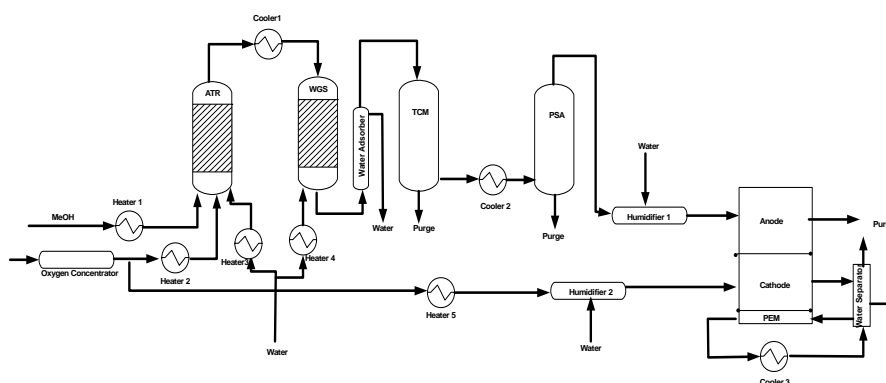 Cooler1
ATR
WGS
Water Adsorber
TCM
PSA
Water
Heater 1
MeOH
Cooler 2
Humidifier 1
Anode
Purge
Water
Purge
Pur
Heater3
Heater 4
Oxygen Concentrator
Heater 2
Humidifier 2
Cathode
Water Separator
Heater 5
PEM
Water
Water
Cooler 3